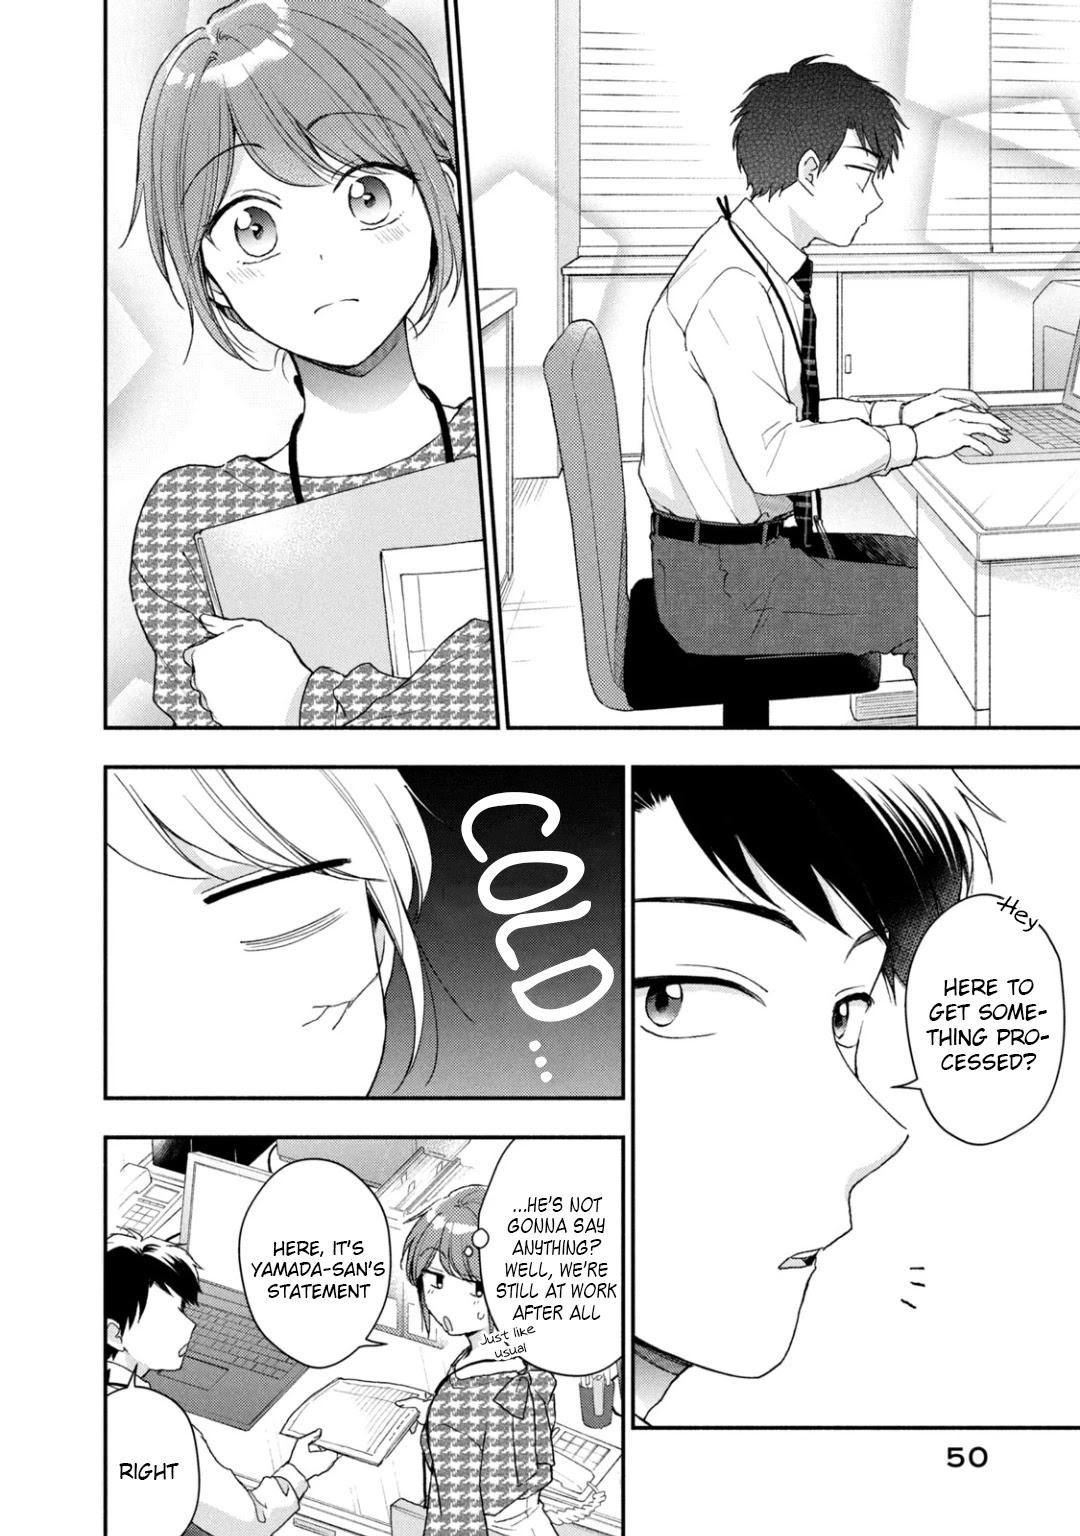 Hey
HERE TO
GET SOME-
THING PRO-
CESSED?
COLD...
...HE'S NOT
GONNA SAY
ANYTHING?
WELL, WE'RE
STILL AT WORK
AFTER ALL
Just like
usual
HERE, IT'S
YAMADA-SAN'S
STATEMENT
RIGHT
50